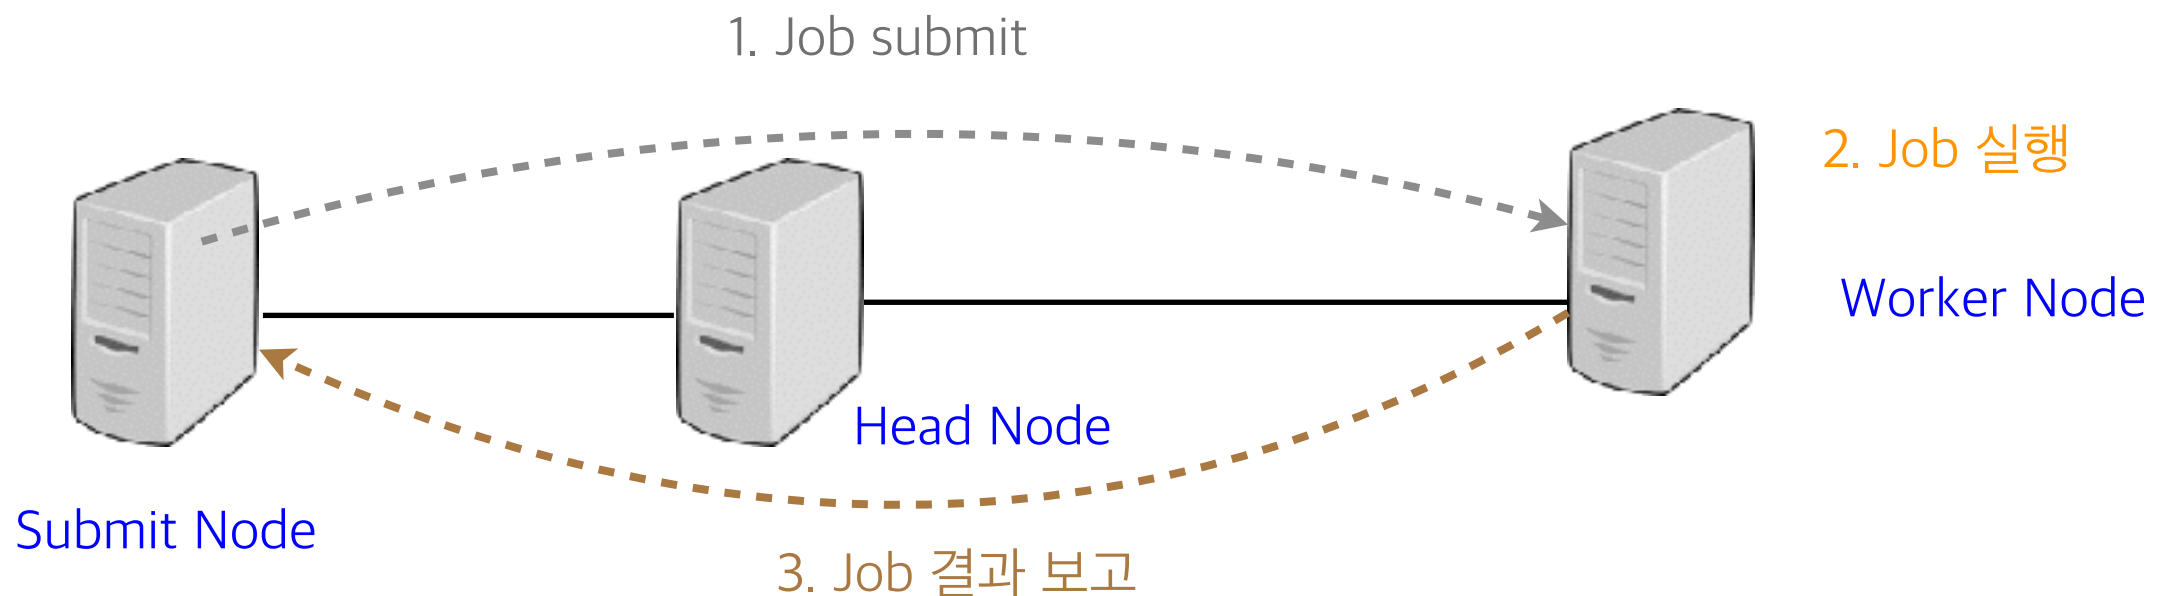 1. Job submit
2. Job 실행
Worker Node
Head Node
Submit Node
3. Job 결과 보고